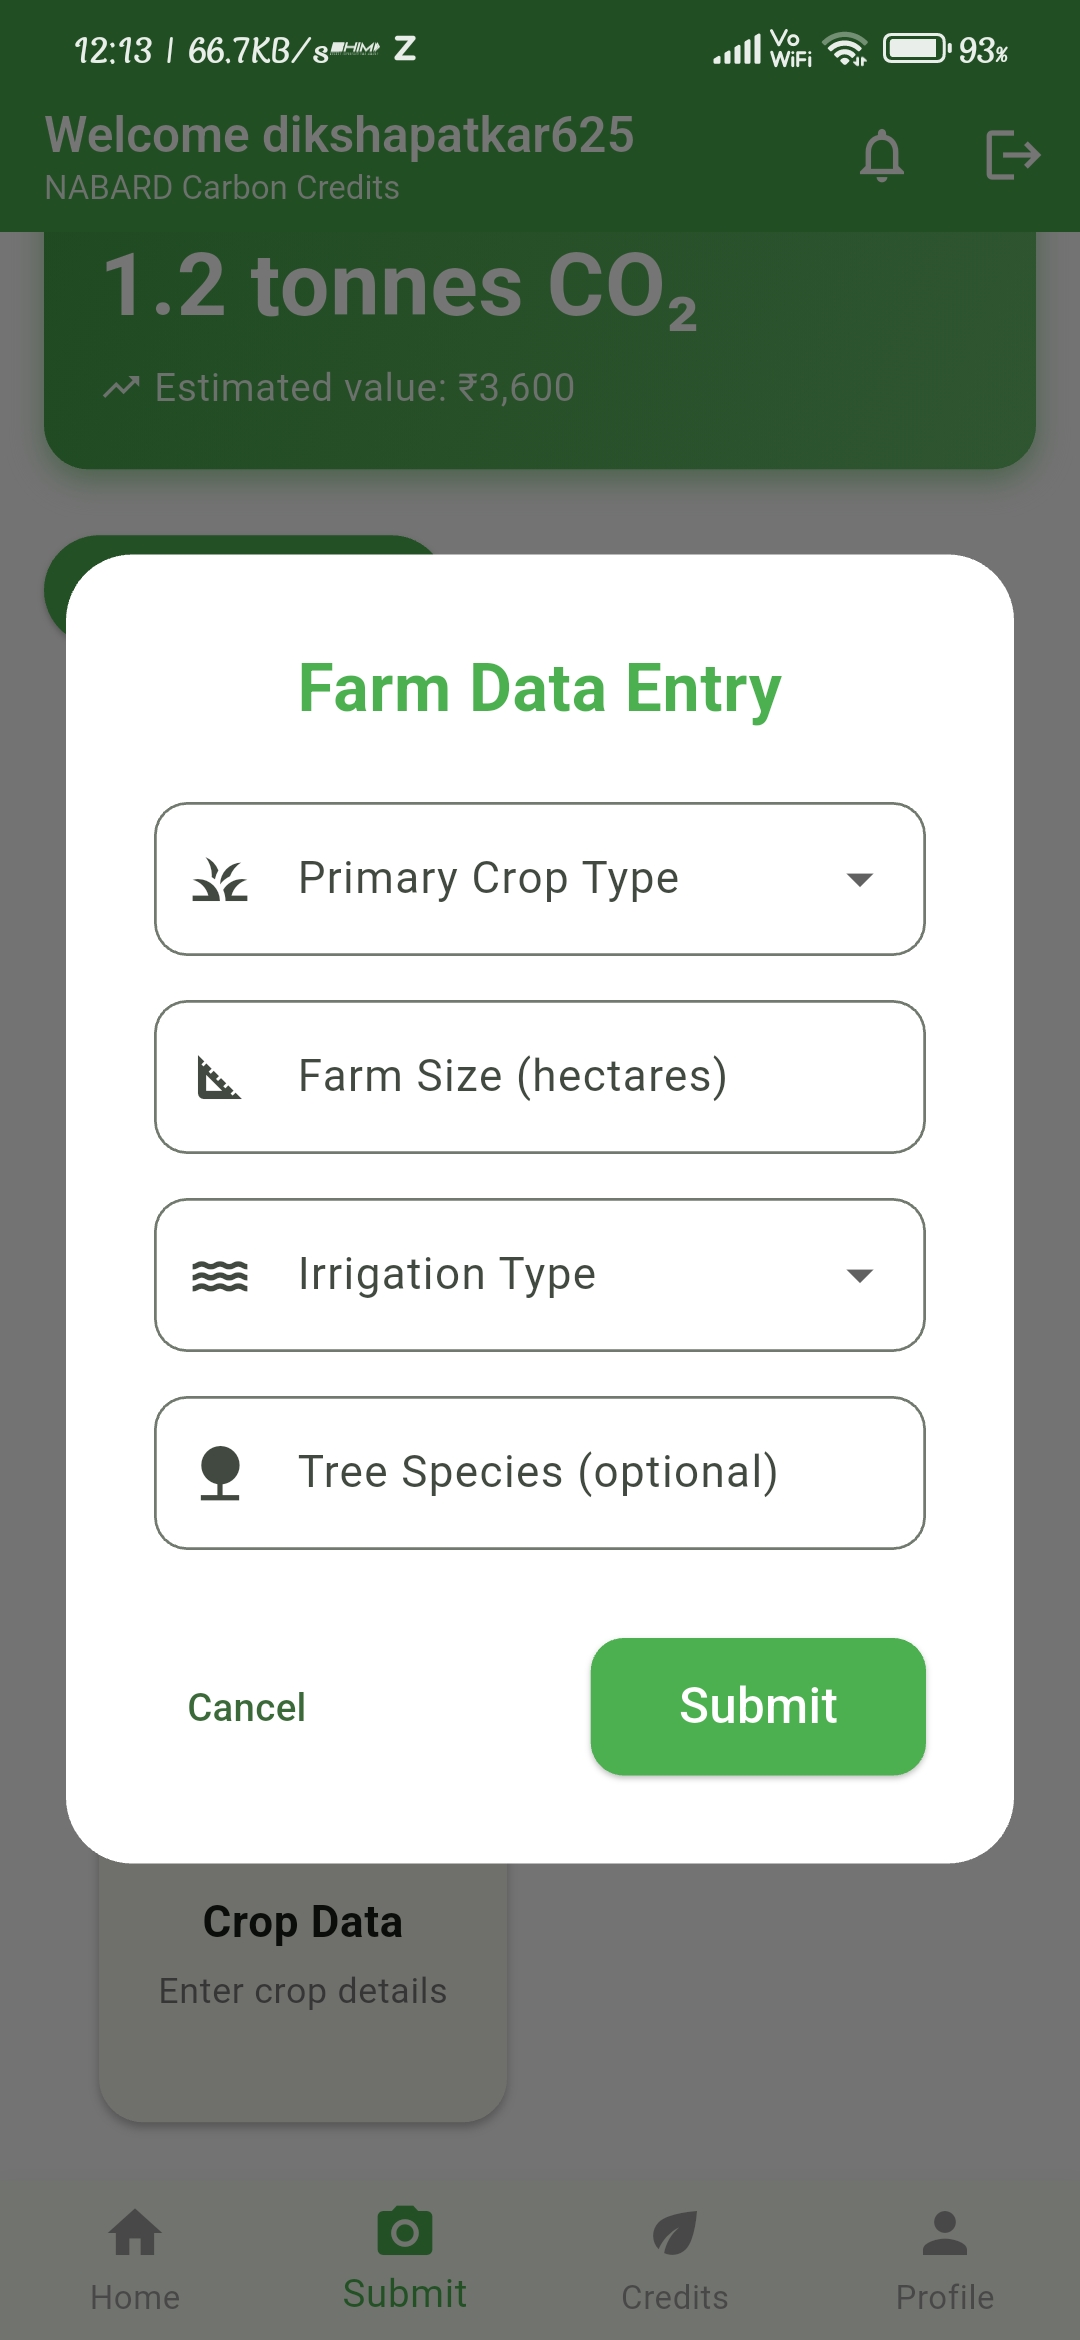 12:13 | 66.7KB/s Z Vo WiFi 93%
Welcome dikshapatkar625
NABARD Carbon Credits
1.2 tonnes CO₂
Estimated value: ₹3,600
Farm Data Entry
Primary Crop Type
Farm Size (hectares)
Irrigation Type
Tree Species (optional)
Cancel
Submit
Crop Data
Enter crop details
Home
Submit
Credits
Profile